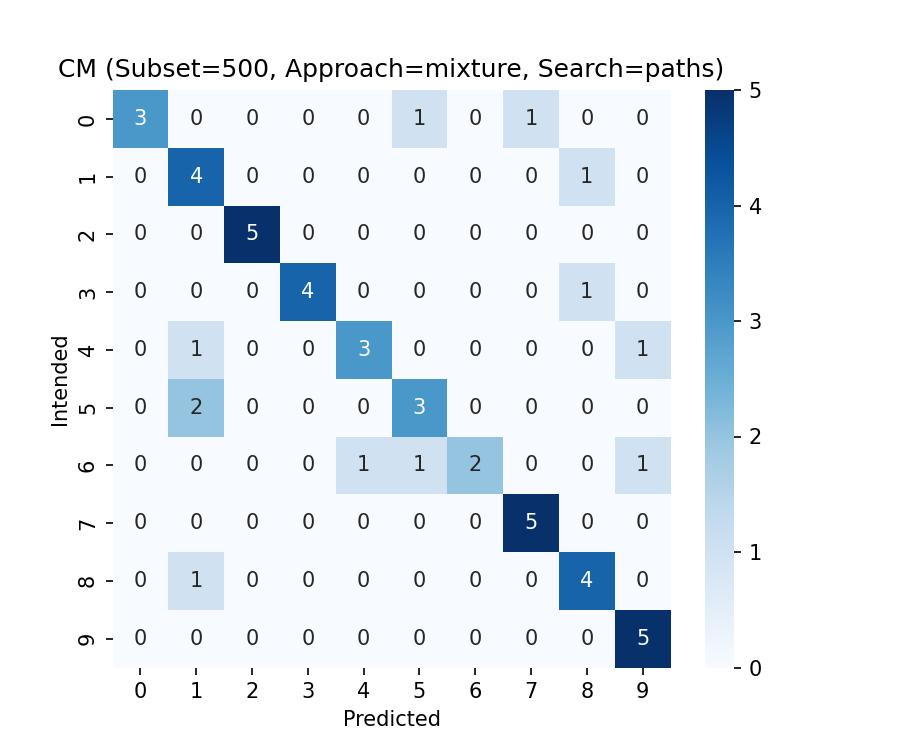 CM (Subset=500, Approach=mixture, Search=paths)
0 3 0 0 0 0 1 0 1 0 0
1 0 4 0 0 0 0 0 0 1 0
2 0 0 5 0 0 0 0 0 0 0
3 0 0 0 4 0 0 0 0 1 0
4 0 1 0 0 3 0 0 0 0 1
5 0 2 0 0 0 3 0 0 0 0
6 0 0 0 0 1 1 2 0 0 1
7 0 0 0 0 0 0 0 5 0 0
8 0 1 0 0 0 0 0 0 4 0
9 0 0 0 0 0 0 0 0 0 5
0 1 2 3 4 5 6 7 8 9
Predicted
Intended
5
4
3
2
1
0